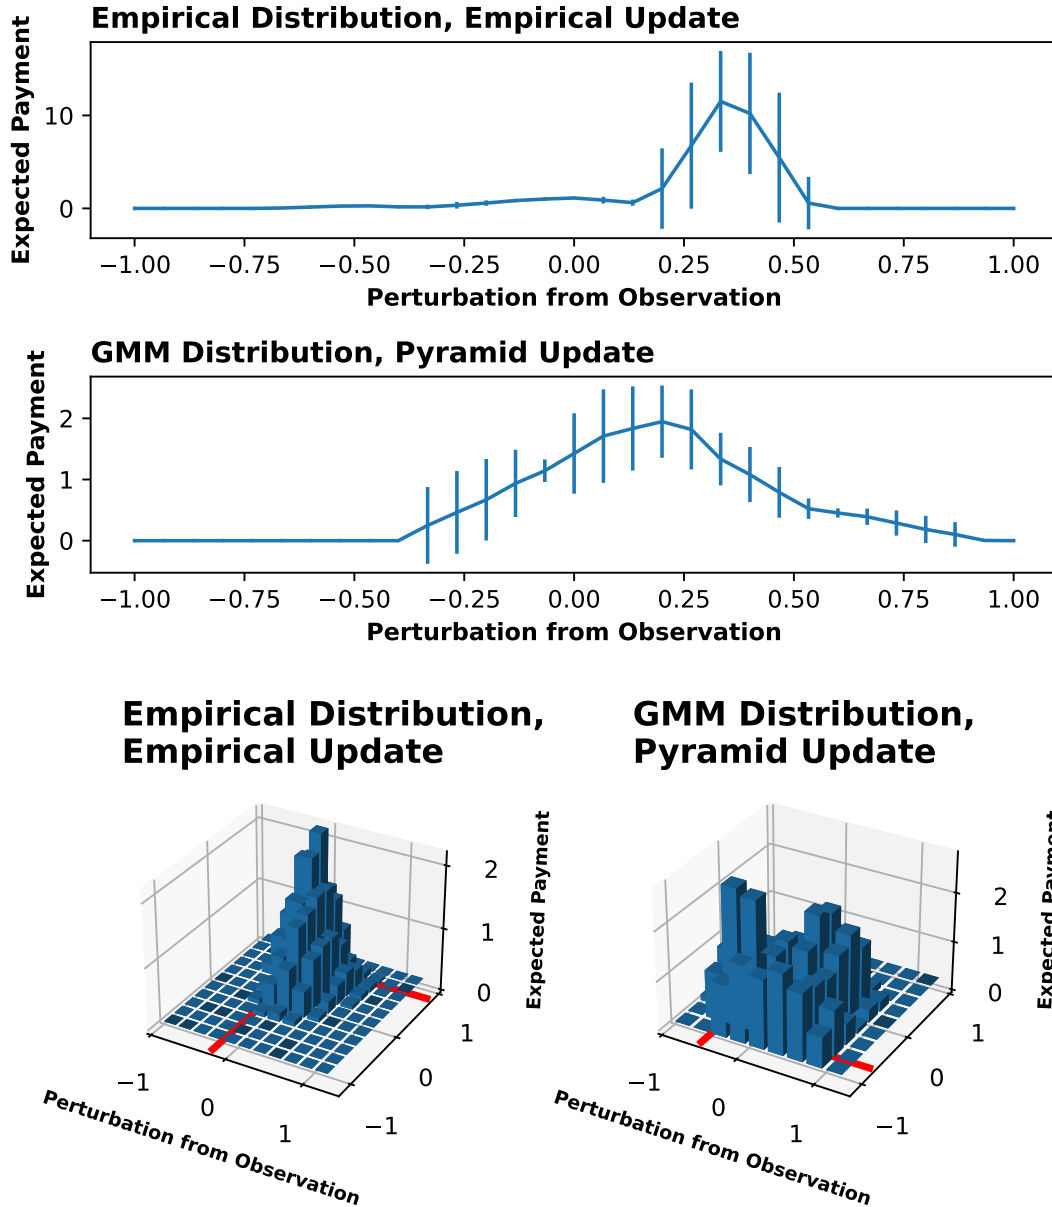 Empirical Distribution, Empirical Update
Expected Payment
10
0
−1.00 −0.75 −0.50 −0.25 0.00 0.25 0.50 0.75 1.00
Perturbation from Observation
GMM Distribution, Pyramid Update
Expected Payment
2
1
0
−1.00 −0.75 −0.50 −0.25 0.00 0.25 0.50 0.75 1.00
Perturbation from Observation
Empirical Distribution,
Empirical Update
Expected Payment
2
1
0
1
0
−1
−1
0
1
Perturbation from Observation
GMM Distribution,
Pyramid Update
Expected Payment
2
1
0
1
0
−1
−1
0
1
Perturbation from Observation